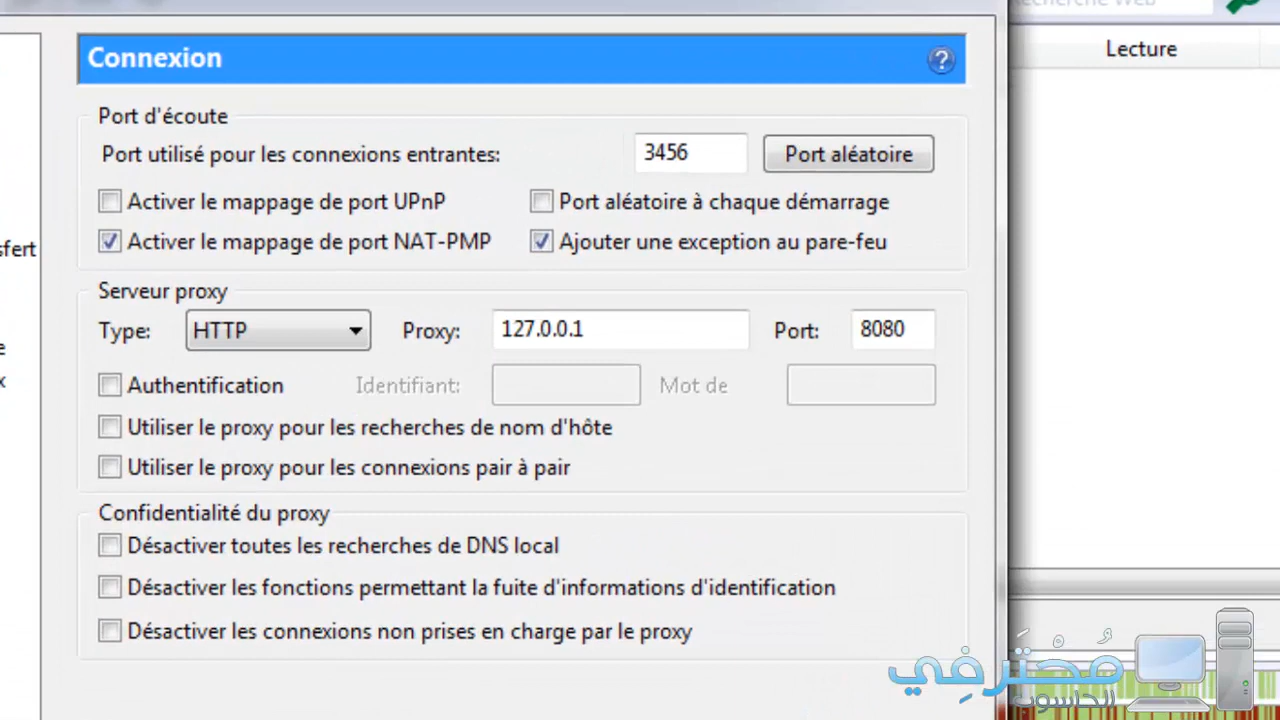 Recherche Web
Connexion
?
Lecture
Port d'écoute
Port utilisé pour les connexions entrantes:
3456
Port aléatoire
Activer le mappage de port UPnP
Port aléatoire à chaque démarrage
Activer le mappage de port NAT-PMP
Ajouter une exception au pare-feu
sfert
Serveur proxy
Type:
HTTP
Proxy:
127.0.0.1
Port:
8080
e
x
Authentification
Identifiant:
Mot de
Utiliser le proxy pour les recherches de nom d'hôte
Utiliser le proxy pour les connexions pair à pair
Confidentialité du proxy
Désactiver toutes les recherches de DNS local
Désactiver les fonctions permettant la fuite d'informations d'identification
Désactiver les connexions non prises en charge par le proxy
مُحْترفِي
الحاسوب